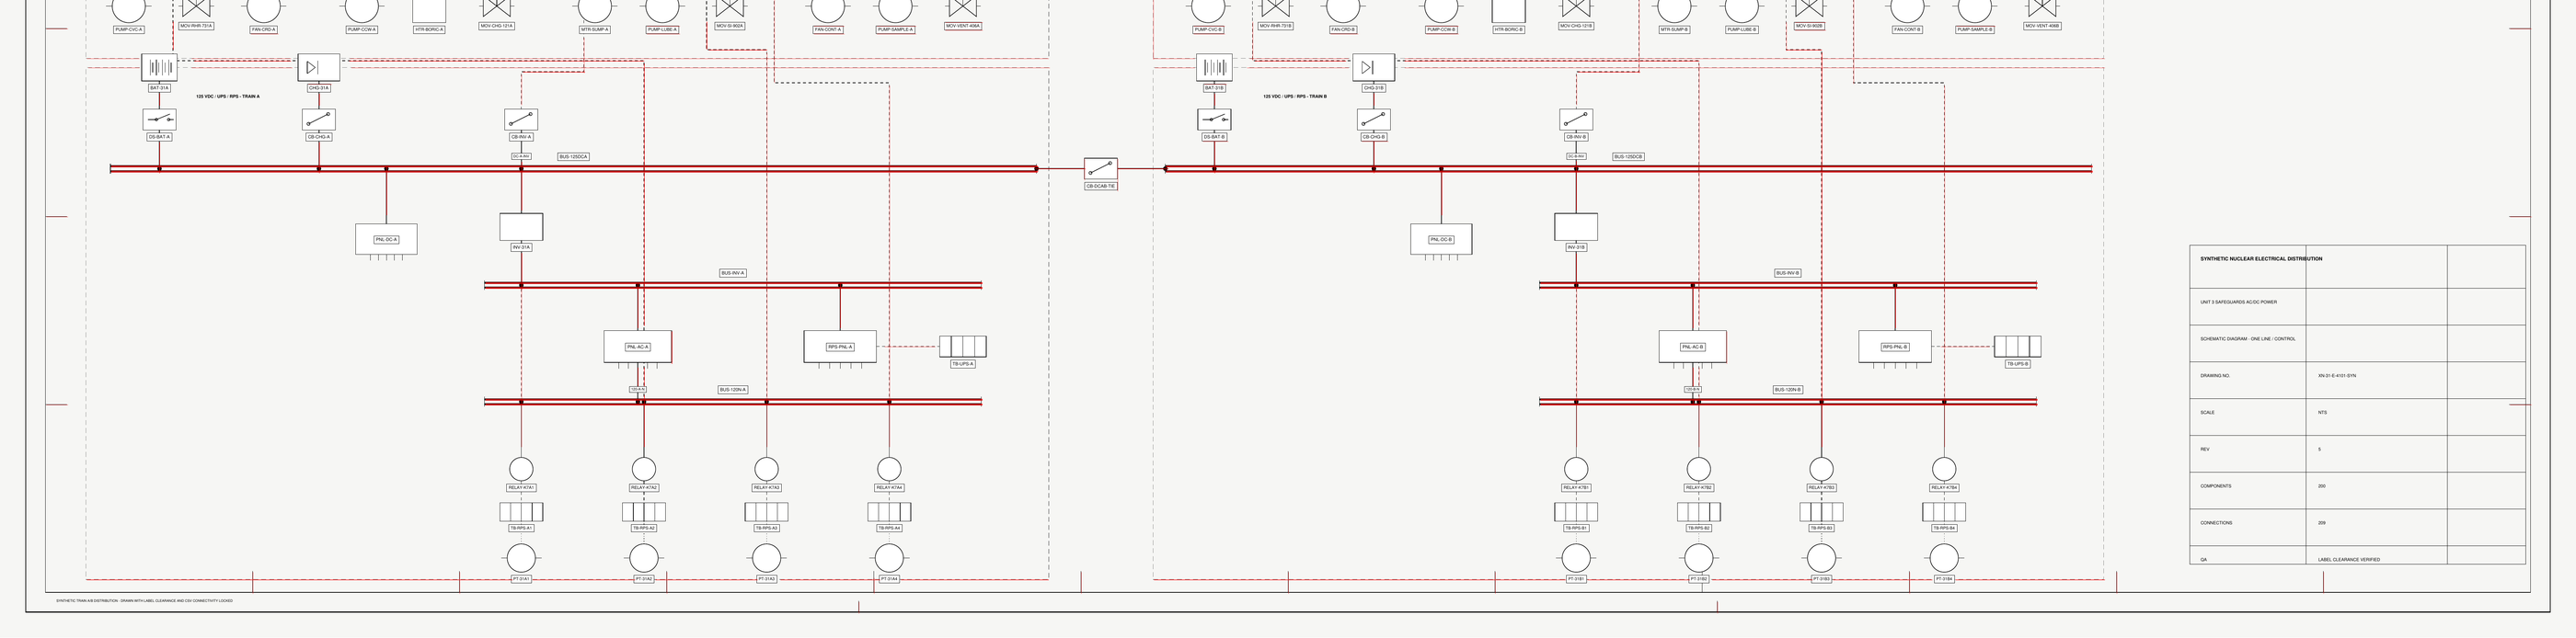 PUMP-CVC-A
MOV-RHR-731A
FAN-CRD-A
PUMP-CCW-A
HTR-BORIC-A
MOV-CHG-121A
MTR-SUMP-A
PUMP-LUBE-A
MOV-SI-902A
FAN-CONT-A
PUMP-SAMPLE-A
MOV-VENT-406A
PUMP-CVC-B
MOV-RHR-731B
FAN-CRD-B
PUMP-CCW-B
HTR-BORIC-B
MOV-CHG-121B
MTR-SUMP-B
PUMP-LUBE-B
MOV-SI-902B
FAN-CONT-B
PUMP-SAMPLE-B
MOV-VENT-406B
BAT-31A
CHG-31A
BAT-31B
CHG-31B
125 VDC / UPS / RPS - TRAIN A
125 VDC / UPS / RPS - TRAIN B
DS-BAT-A
CB-CHG-A
CB-INV-A
DS-BAT-B
CB-CHG-B
CB-INV-B
DC-A-INV
BUS-125DCA
DC-B-INV
BUS-125DCB
CB-DCAB-TIE
PNL-DC-A
INV-31A
PNL-DC-B
INV-31B
BUS-INV-A
BUS-INV-B
PNL-AC-A
RPS-PNL-A
TB-UPS-A
PNL-AC-B
RPS-PNL-B
TB-UPS-B
120-A-N
BUS-120N-A
120-B-N
BUS-120N-B
RELAY-K7A1
RELAY-K7A2
RELAY-K7A3
RELAY-K7A4
RELAY-K7B1
RELAY-K7B2
RELAY-K7B3
RELAY-K7B4
TB-RPS-A1
TB-RPS-A2
TB-RPS-A3
TB-RPS-A4
TB-RPS-B1
TB-RPS-B2
TB-RPS-B3
TB-RPS-B4
PT-31A1
PT-31A2
PT-31A3
PT-31A4
PT-31B1
PT-31B2
PT-31B3
PT-31B4
SYNTHETIC NUCLEAR ELECTRICAL DISTRIBUTION
UNIT 3 SAFEGUARDS AC/DC POWER
SCHEMATIC DIAGRAM - ONE LINE / CONTROL
DRAWING NO. XN-31-E-4101-SYN
SCALE NTS
REV 5
COMPONENTS 200
CONNECTIONS 209
QA LABEL CLEARANCE VERIFIED
SYNTHETIC TRAIN A/B DISTRIBUTION - DRAWN WITH LABEL CLEARANCE AND CSV CONNECTIVITY LOCKED